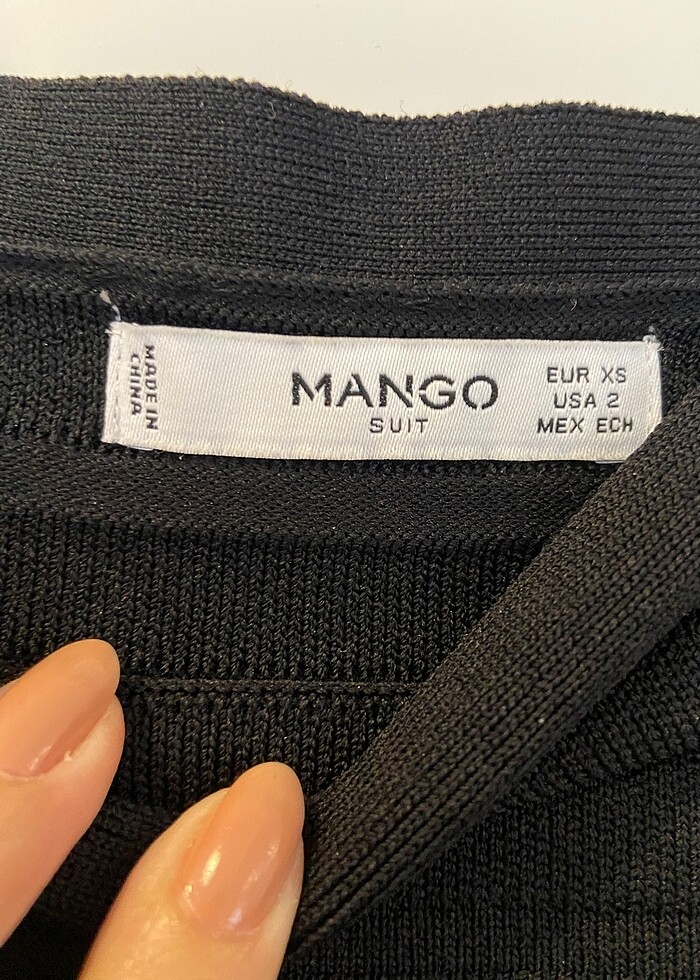 MADE IN
CHINA
MANGO
SUIT
EUR XS
USA 2
MEX ECH